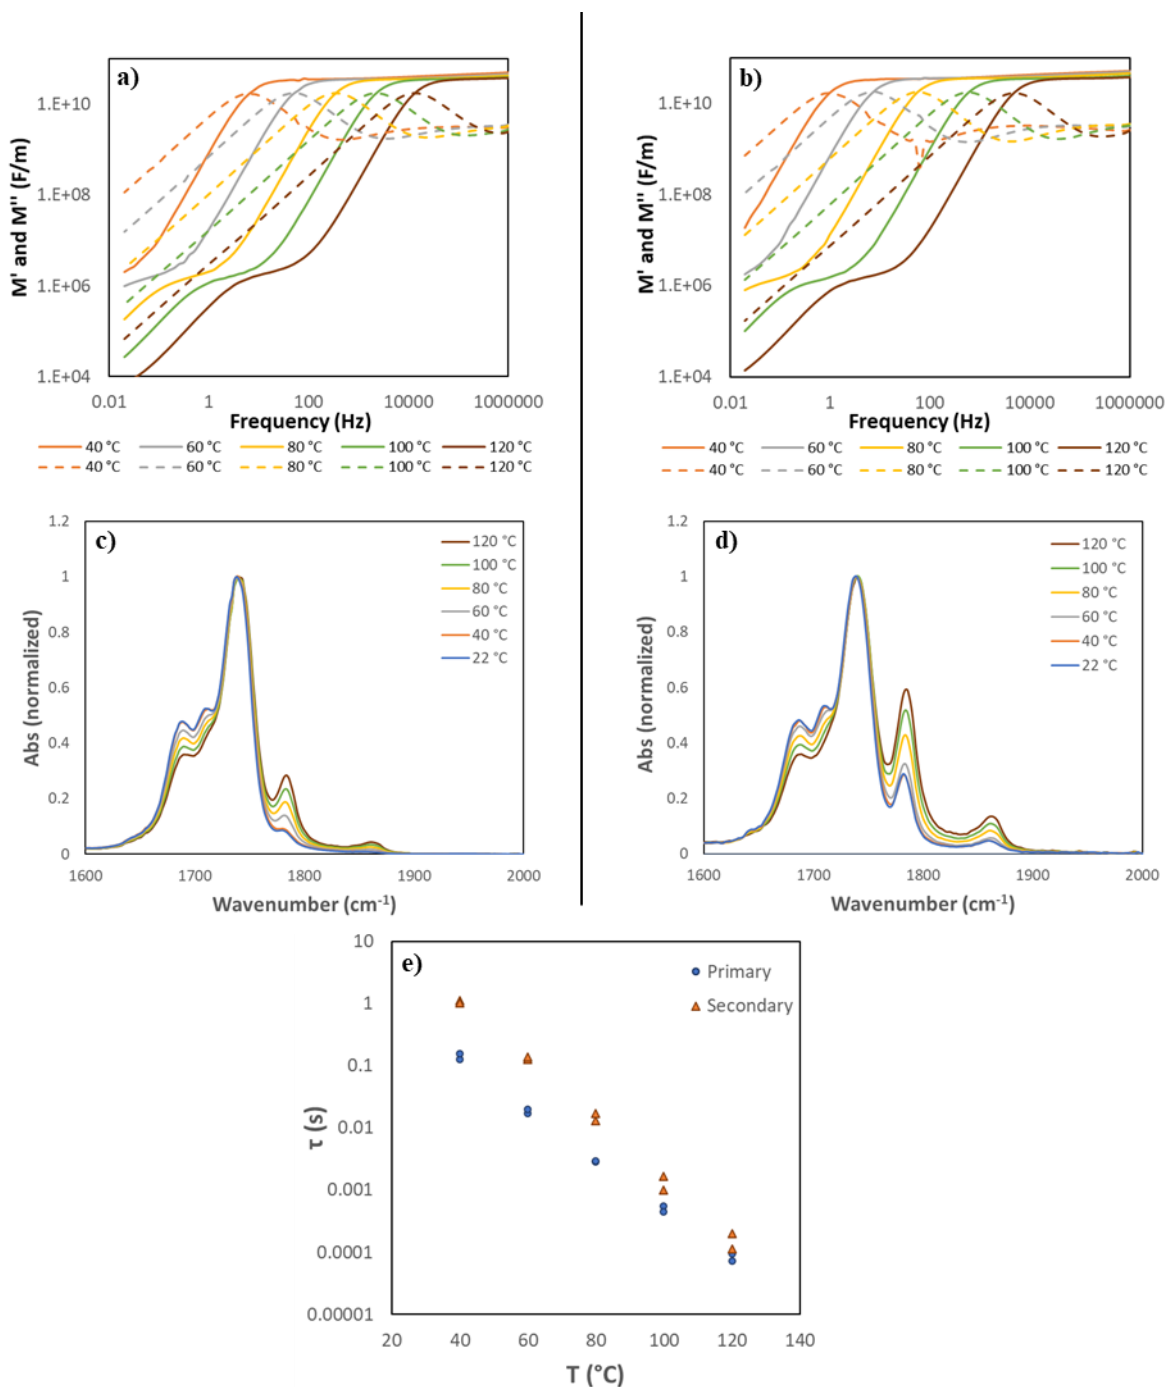 a)
M' and M'' (F/m)
1.E+10
1.E+08
1.E+06
1.E+04
0.01 1 100 10000 1000000
Frequency (Hz)
40 °C 60 °C 80 °C 100 °C 120 °C
40 °C 60 °C 80 °C 100 °C 120 °C
b)
M' and M'' (F/m)
1.E+10
1.E+08
1.E+06
1.E+04
0.01 1 100 10000 1000000
Frequency (Hz)
40 °C 60 °C 80 °C 100 °C 120 °C
40 °C 60 °C 80 °C 100 °C 120 °C
c)
Abs (normalized)
1.2
1
0.8
0.6
0.4
0.2
0
120 °C
100 °C
80 °C
60 °C
40 °C
22 °C
1600 1700 1800 1900 2000
Wavenumber (cm⁻¹)
d)
Abs (normalized)
1.2
1
0.8
0.6
0.4
0.2
0
120 °C
100 °C
80 °C
60 °C
40 °C
22 °C
1600 1700 1800 1900 2000
Wavenumber (cm⁻¹)
e)
τ (s)
10
1
0.1
0.01
0.001
0.0001
0.00001
Primary
Secondary
20 40 60 80 100 120 140
T (°C)